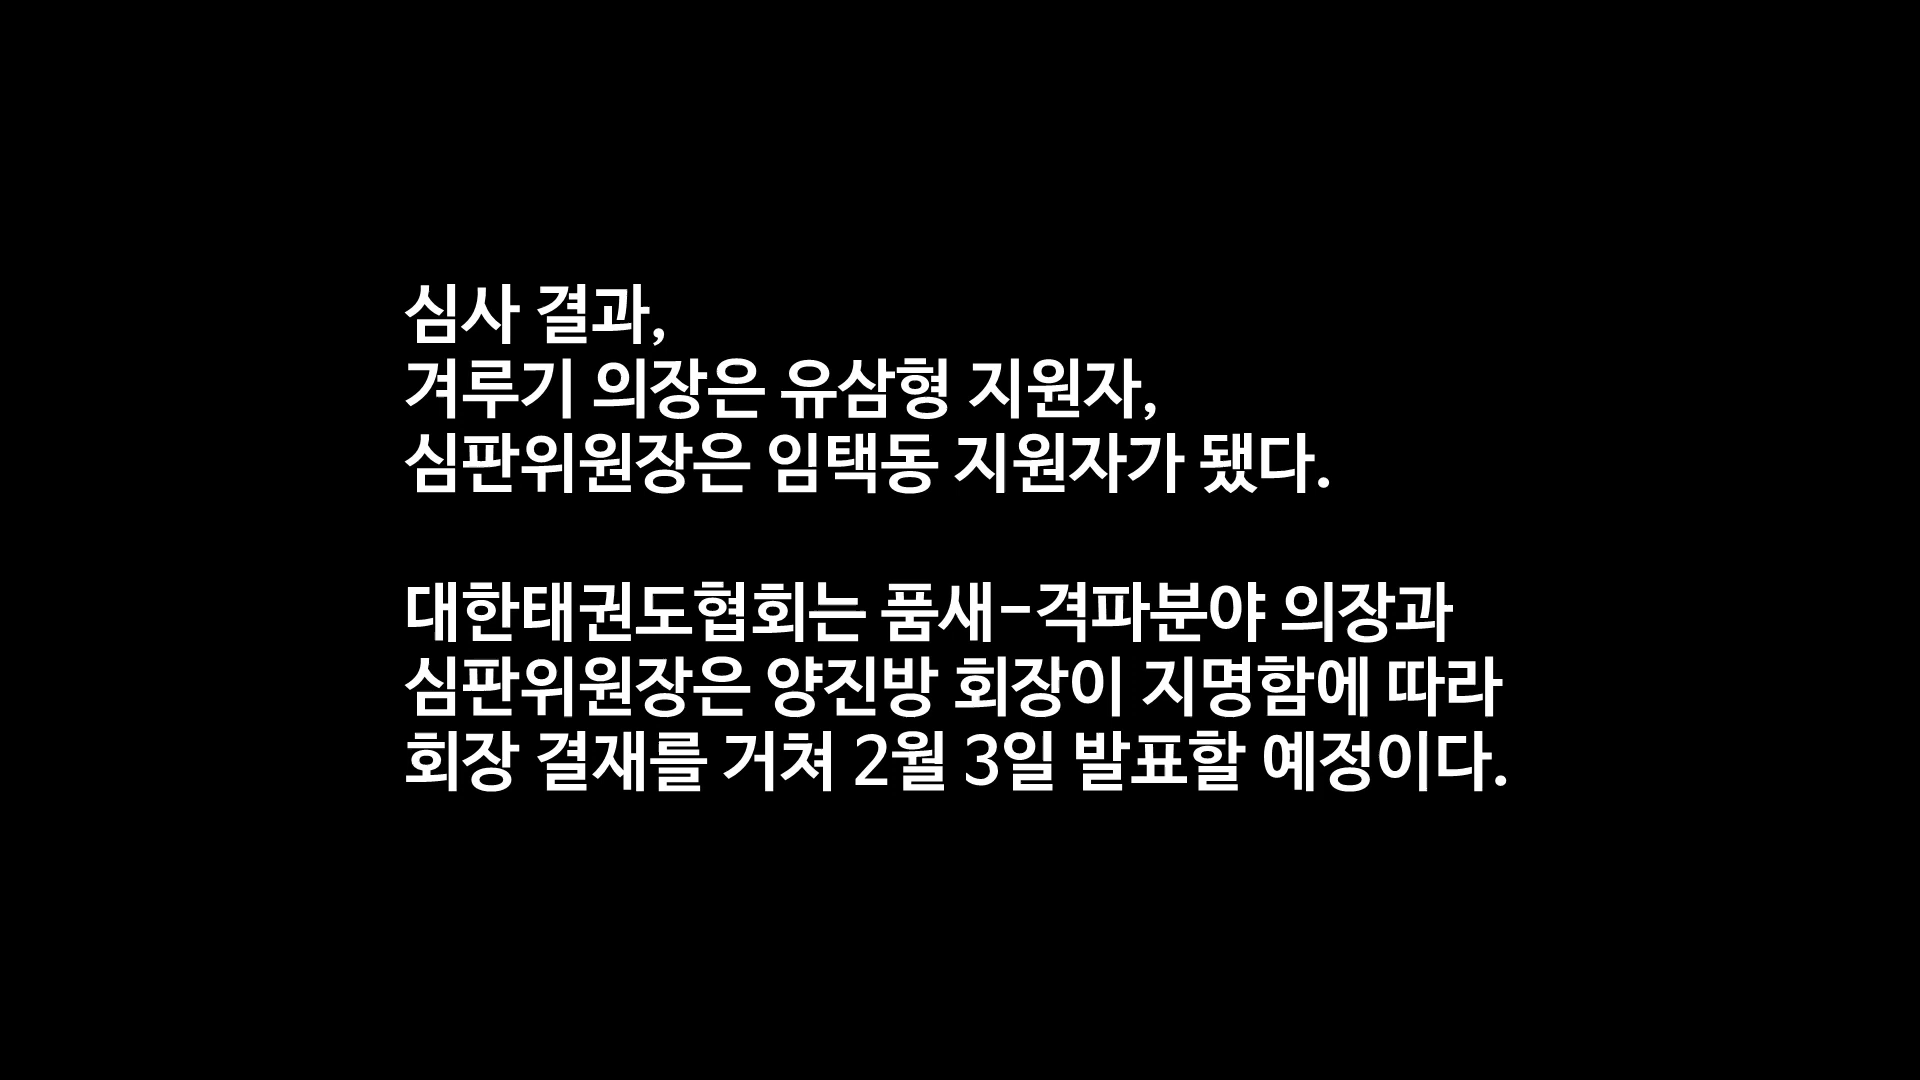 심사 결과,
겨루기 의장은 유삼형 지원자,
심판위원장은 임택동 지원자가 됐다.
대한태권도협회는 품새-격파분야 의장과
심판위원장은 양진방 회장이 지명함에 따라
회장 결재를 거쳐 2월 3일 발표할 예정이다.